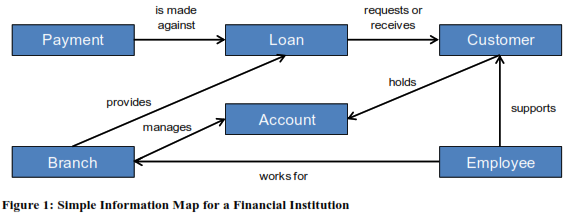 is made
against
requests or
receives
Payment
Loan
Customer
holds
provides
Account
supports
manages
Branch
Employee
works for
Figure 1: Simple Information Map for a Financial Institution